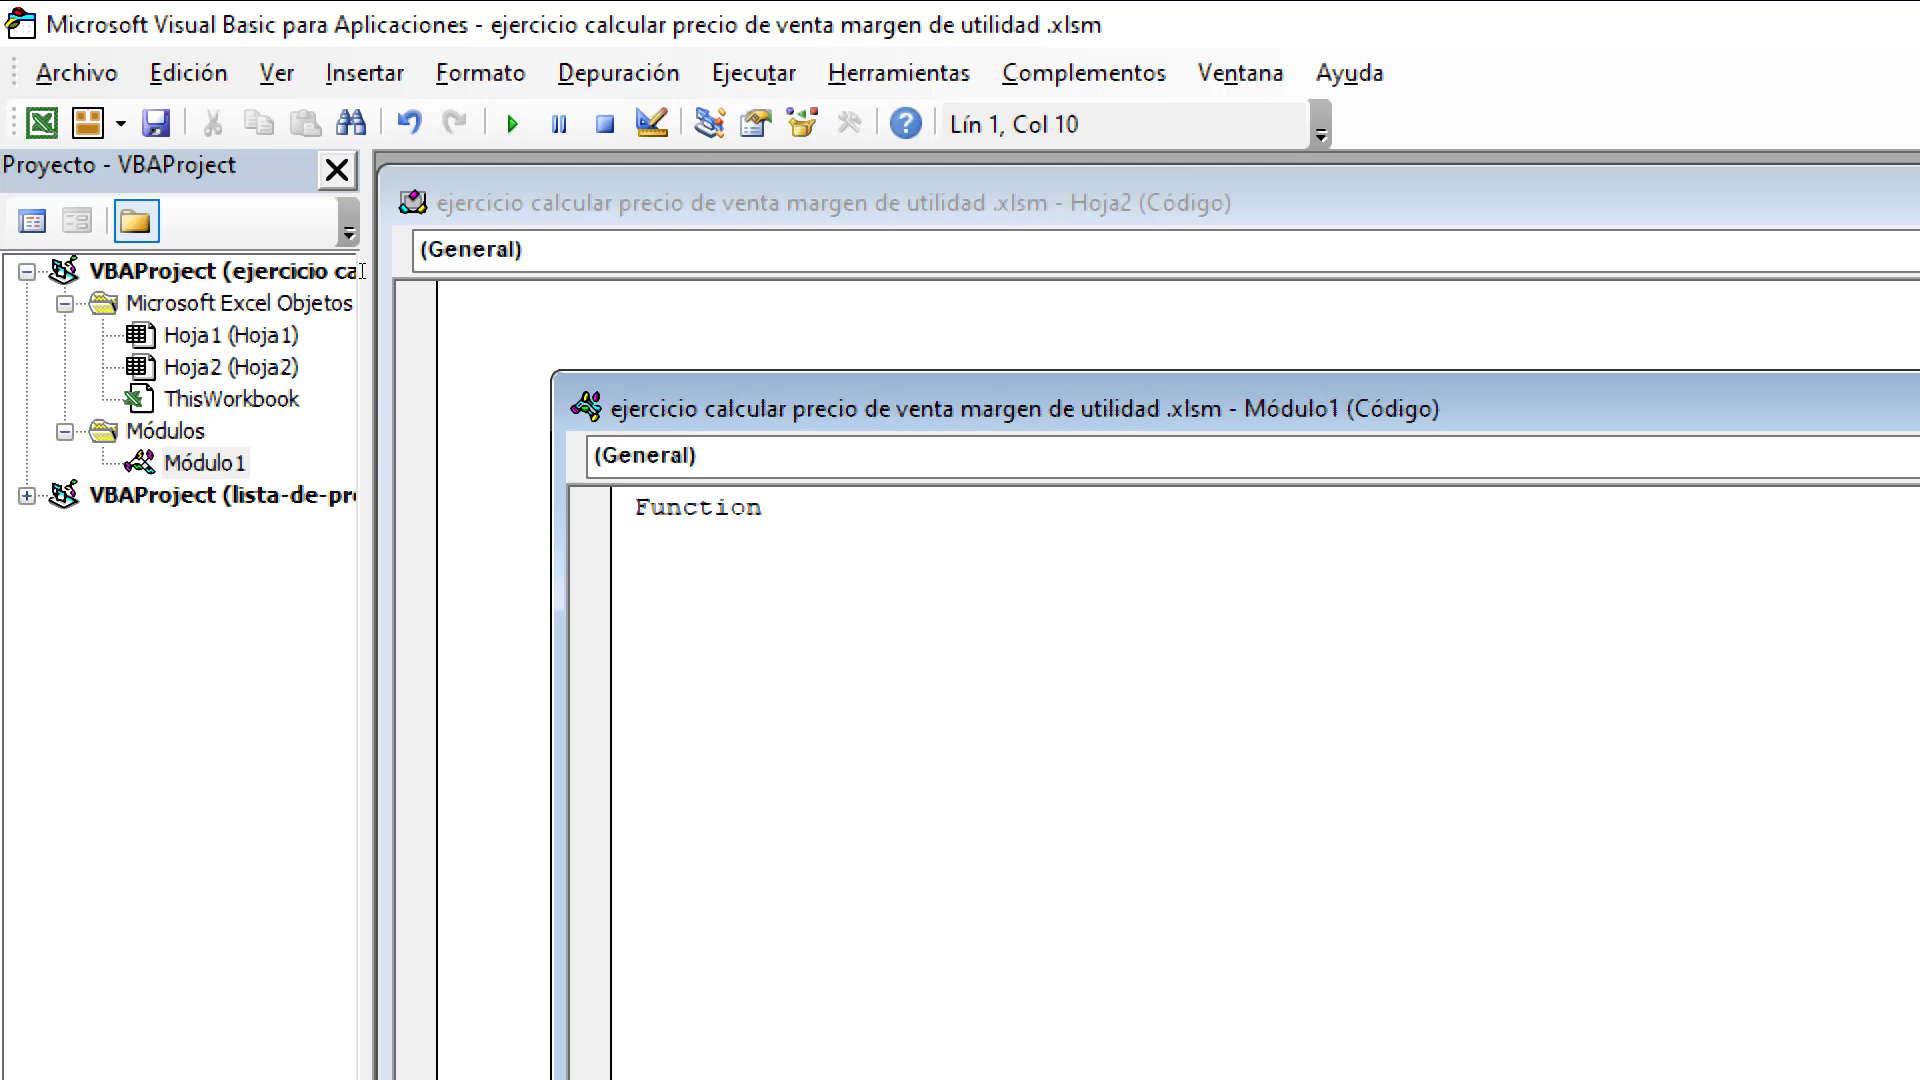 Microsoft Visual Basic para Aplicaciones - ejercicio calcular precio de venta margen de utilidad .xlsm
Archivo Edición Ver Insertar Formato Depuración Ejecutar Herramientas Complementos Ventana Ayuda
Lín 1, Col 10
Proyecto - VBAProject
VBAProject (ejercicio ca
Microsoft Excel Objetos
Hoja1 (Hoja1)
Hoja2 (Hoja2)
ThisWorkbook
Módulos
Módulo1
VBAProject (lista-de-pr
ejercicio calcular precio de venta margen de utilidad .xlsm - Hoja2 (Código)
(General)
ejercicio calcular precio de venta margen de utilidad .xlsm - Módulo1 (Código)
(General)
Function